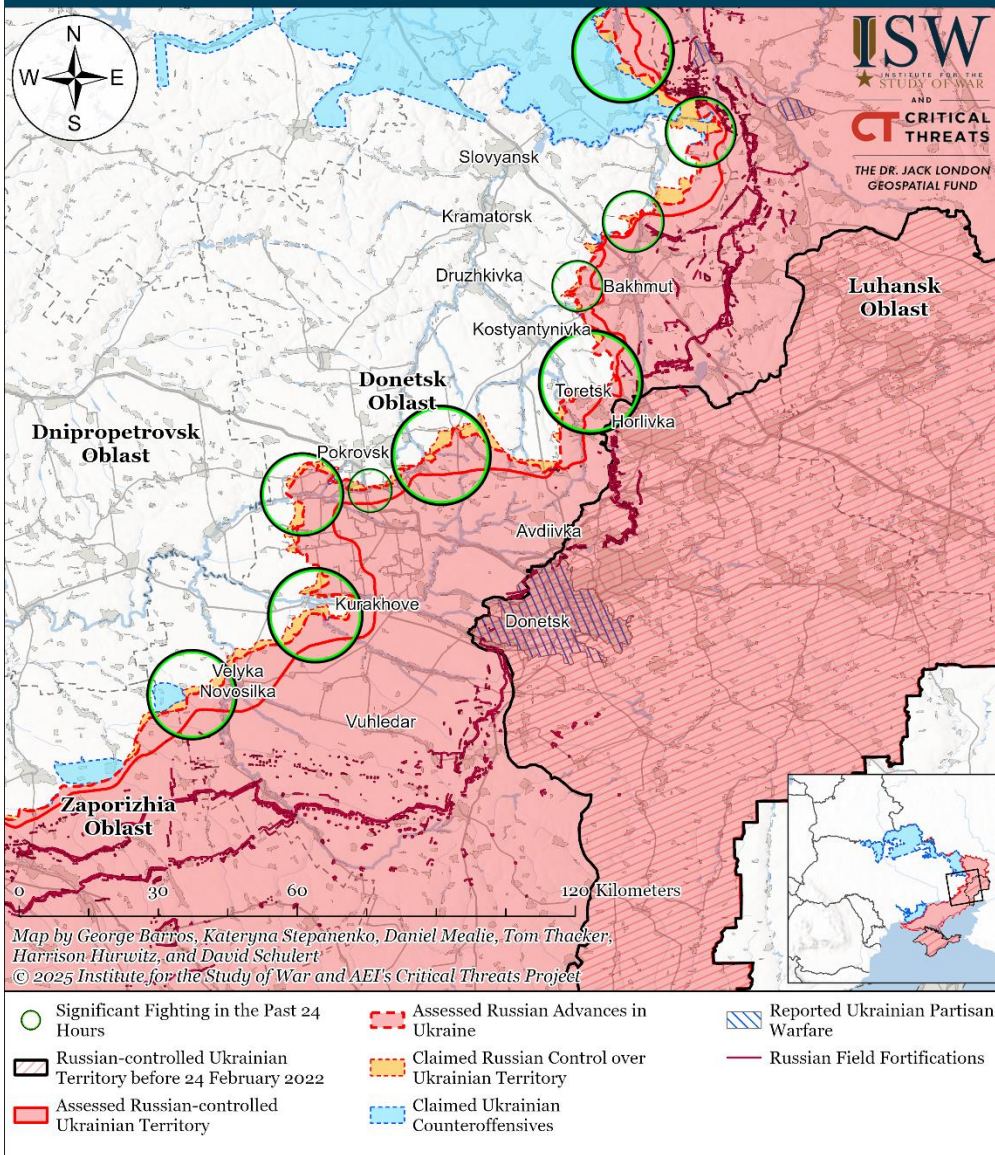 N
W
E
S
ISW
INSTITUTE FOR THE
STUDY OF WAR
AND
CT CRITICAL
THREATS
THE DR. JACK LONDON
GEOSPATIAL FUND
Slovyansk
Kramatorsk
Druzhkivka
Bakhmut
Luhansk
Oblast
Kostyantynivka
Donetsk
Oblast
Toretsk
Horlivka
Dnipropetrovsk
Oblast
Pokrovsk
Avdiivka
Kurakhove
Donetsk
Velyka
Novosilka
Vuhledar
Zaporizhia
Oblast
0 30 60 120 Kilometers
Map by George Barros, Kateryna Stepanenko, Daniel Mealie, Tom Thacker,
Harrison Hurwitz, and David Schulert
© 2025 Institute for the Study of War and AEI's Critical Threats Project
Significant Fighting in the Past 24
Hours
Russian-controlled Ukrainian
Territory before 24 February 2022
Assessed Russian-controlled
Ukrainian Territory
Assessed Russian Advances in
Ukraine
Claimed Russian Control over
Ukrainian Territory
Claimed Ukrainian
Counteroffensives
Reported Ukrainian Partisan
Warfare
Russian Field Fortifications